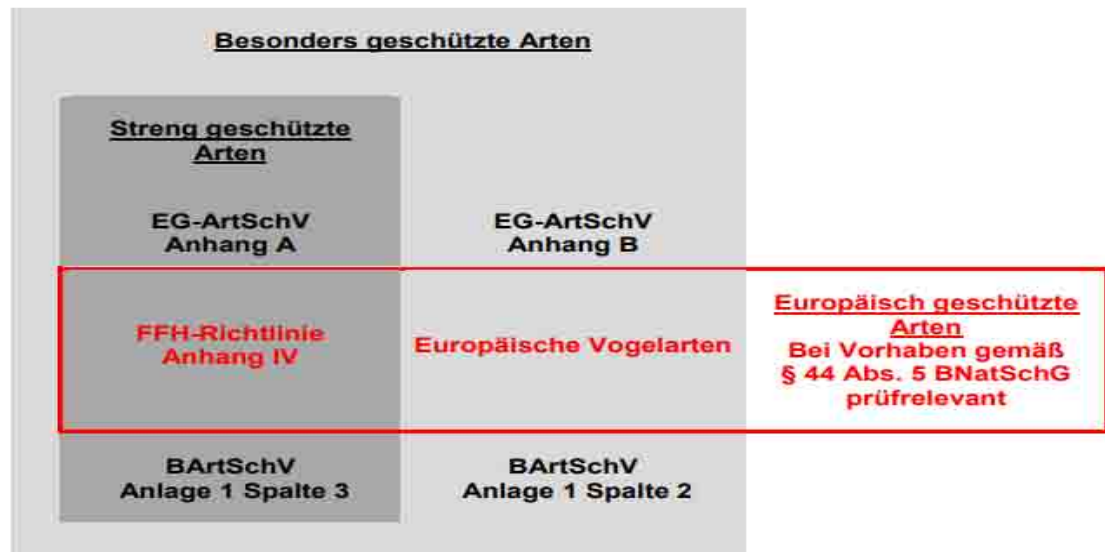 Besonders geschützte Arten
Streng geschützte
Arten
EG-ArtSchV
Anhang A
EG-ArtSchV
Anhang B
FFH-Richtlinie
Anhang IV
Europäische Vogelarten
Europäisch geschützte
Arten
Bei Vorhaben gemäß
§ 44 Abs. 5 BNatSchG
prüfrelevant
BArtSchV
Anlage 1 Spalte 3
BArtSchV
Anlage 1 Spalte 2